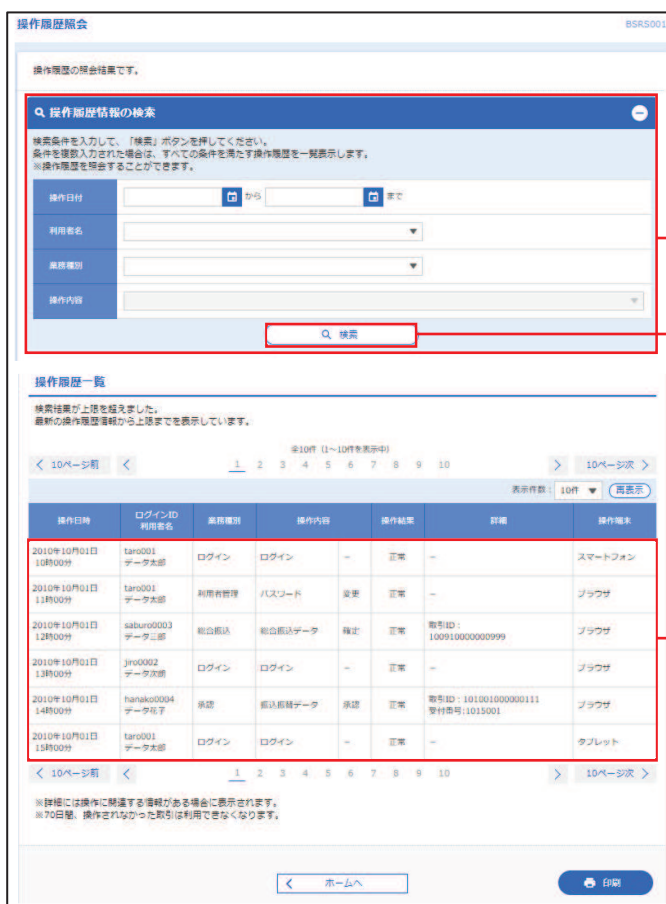 操作履歴照会
BSRS001
操作履歴の照会結果です。
操作履歴情報の検索
検索条件を入力して、「検索」ボタンを押してください。
条件を複数入力された場合は、すべての条件を満たす操作履歴を一覧表示します。
※操作履歴を照会することができます。
操作日付 から まで
利用者名
業務種別
操作内容
検索
操作履歴一覧
検索結果が上限を超えました。
最新の操作履歴情報から上限までを表示しています。
全10件（1～10件を表示中）
＜ 10ページ前 ＜ 1 2 3 4 5 6 7 8 9 10 ＞ 10ページ次 ＞
表示件数： 10件 ▼ 再表示
操作日時 ログインID 利用者名 業務種別 操作内容 操作結果 詳細 操作端末
2010年10月01日 taro001 ログイン ログイン － 正常 － スマートフォン
10時00分 データ太郎
2010年10月01日 taro001 利用者管理 パスワード 変更 正常 － ブラウザ
11時00分 データ太郎
2010年10月01日 saburo0003 総合振込 総合振込データ 確定 正常 取引ID： ブラウザ
12時00分 データ三郎 100910000000999
2010年10月01日 jiro0002 ログイン ログイン － 正常 － ブラウザ
13時00分 データ次郎
2010年10月01日 hanako0004 承認 振込振替データ 承認 正常 取引ID：101001000000111 ブラウザ
14時00分 データ花子 受付番号:1015001
2010年10月01日 taro001 ログイン ログイン － 正常 － タブレット
15時00分 データ太郎
＜ 10ページ前 ＜ 1 2 3 4 5 6 7 8 9 10 ＞ 10ページ次 ＞
※詳細には操作に関連する情報がある場合に表示されます。
※70日間、操作されなかった取引は利用できなくなります。
＜ ホームへ
印刷